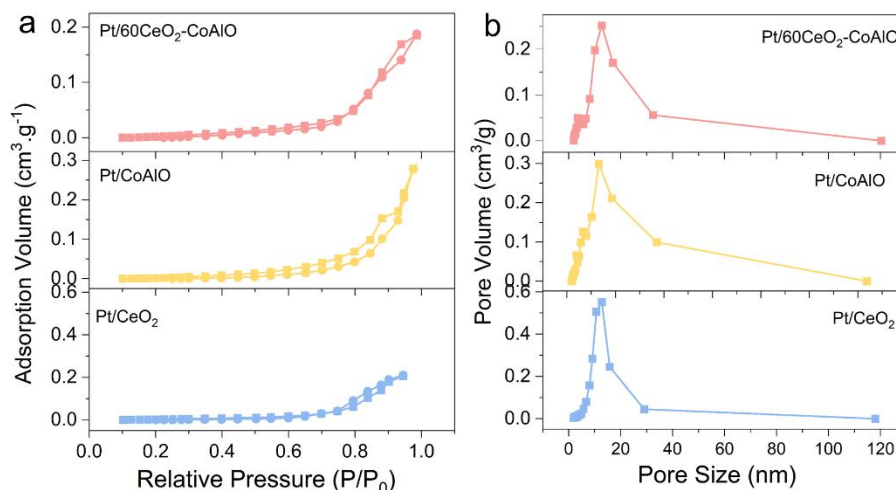 a
Pt/60CeO₂-CoAlO
0.2
0.1
0.0
Pt/CoAlO
0.3
0.2
0.1
0.0
Pt/CeO₂
0.6
0.4
0.2
0.0
0.0 0.2 0.4 0.6 0.8 1.0
Relative Pressure (P/P₀)
Adsorption Volume (cm³.g⁻¹)
b
Pt/60CeO₂-CoAlO
0.2
0.1
0.0
Pt/CoAlO
0.3
0.2
0.1
0.0
Pt/CeO₂
0.6
0.4
0.2
0.0
0 20 40 60 80 100 120
Pore Size (nm)
Pore Volume (cm³/g)